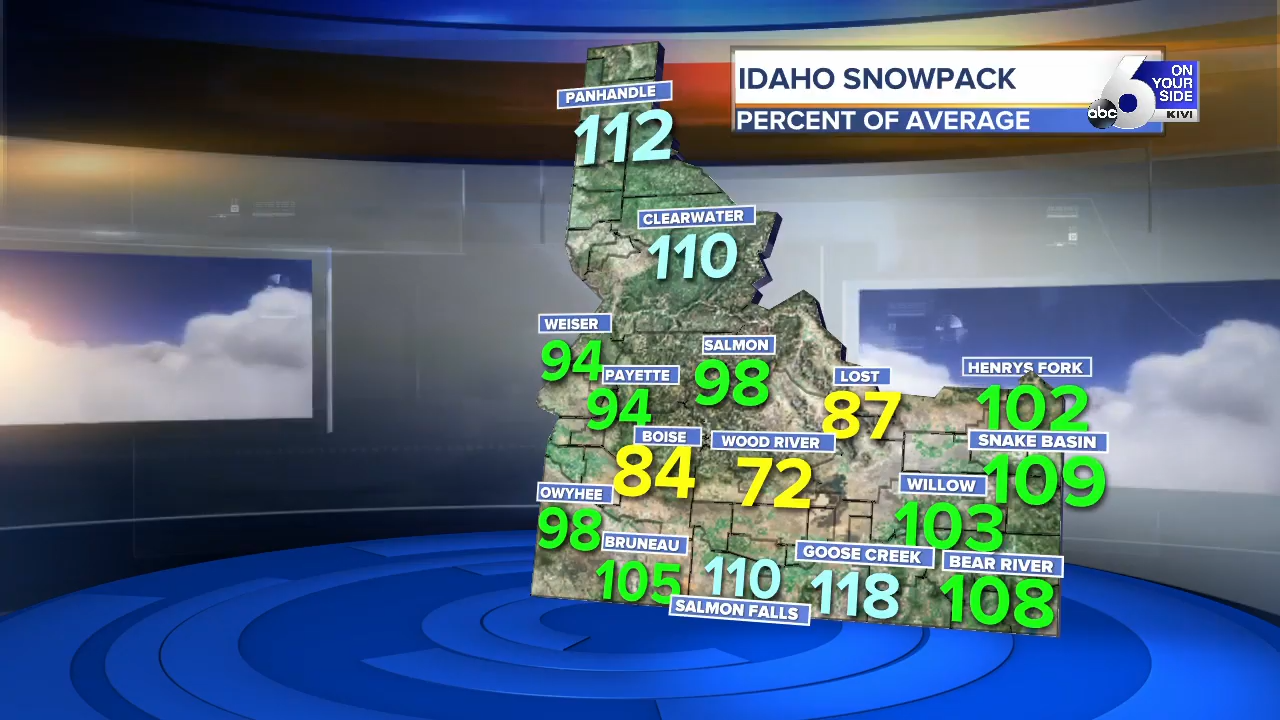 IDAHO SNOWPACK
PERCENT OF AVERAGE
abc 6
ON
YOUR
SIDE
KIVI
PANHANDLE
112
CLEARWATER
110
WEISER
94
PAYETTE
94
SALMON
98
LOST
87
HENRYS FORK
102
BOISE
84
WOOD RIVER
72
SNAKE BASIN
109
WILLOW
103
OWYHEE
98
BRUNEAU
105
110
SALMON FALLS
GOOSE CREEK
118
BEAR RIVER
108